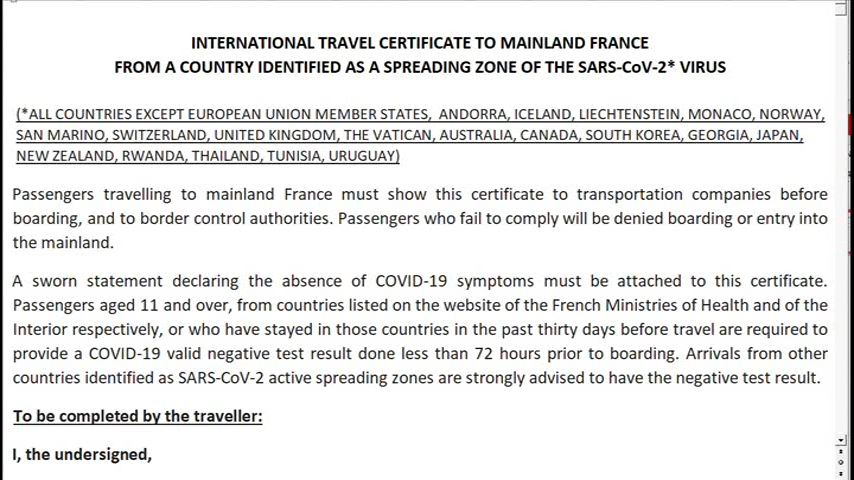 INTERNATIONAL TRAVEL CERTIFICATE TO MAINLAND FRANCE
FROM A COUNTRY IDENTIFIED AS A SPREADING ZONE OF THE SARS-CoV-2* VIRUS
(*ALL COUNTRIES EXCEPT EUROPEAN UNION MEMBER STATES, ANDORRA, ICELAND, LIECHTENSTEIN, MONACO, NORWAY,
SAN MARINO, SWITZERLAND, UNITED KINGDOM, THE VATICAN, AUSTRALIA, CANADA, SOUTH KOREA, GEORGIA, JAPAN,
NEW ZEALAND, RWANDA, THAILAND, TUNISIA, URUGUAY)
Passengers travelling to mainland France must show this certificate to transportation companies before
boarding, and to border control authorities. Passengers who fail to comply will be denied boarding or entry into
the mainland.
A sworn statement declaring the absence of COVID-19 symptoms must be attached to this certificate.
Passengers aged 11 and over, from countries listed on the website of the French Ministries of Health and of the
Interior respectively, or who have stayed in those countries in the past thirty days before travel are required to
provide a COVID-19 valid negative test result done less than 72 hours prior to boarding. Arrivals from other
countries identified as SARS-CoV-2 active spreading zones are strongly advised to have the negative test result.
To be completed by the traveller:
I, the undersigned,